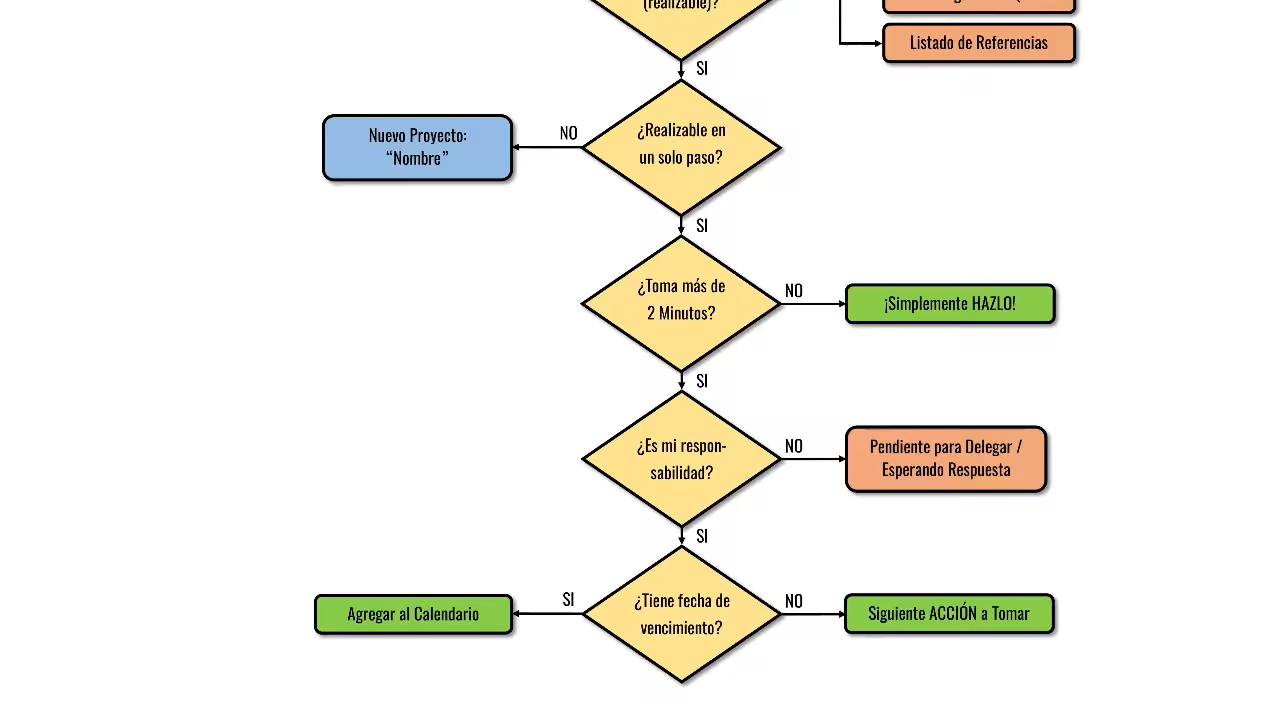 (realizable)?
Listado de Referencias
SI
¿Realizable en
un solo paso?
NO
Nuevo Proyecto:
“Nombre”
SI
¿Toma más de
2 Minutos?
NO
¡Simplemente HAZLO!
SI
¿Es mi respon-
sabilidad?
NO
Pendiente para Delegar /
Esperando Respuesta
SI
¿Tiene fecha de
vencimiento?
SI
Agregar al Calendario
NO
Siguiente ACCIÓN a Tomar